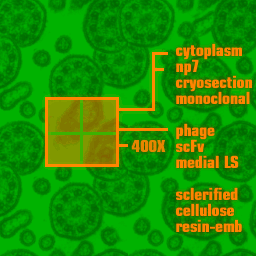 cytoplasm
np7
cryosection
monoclonal
phage
400X scFv
medial LS
sclerified
cellulose
resin-emb